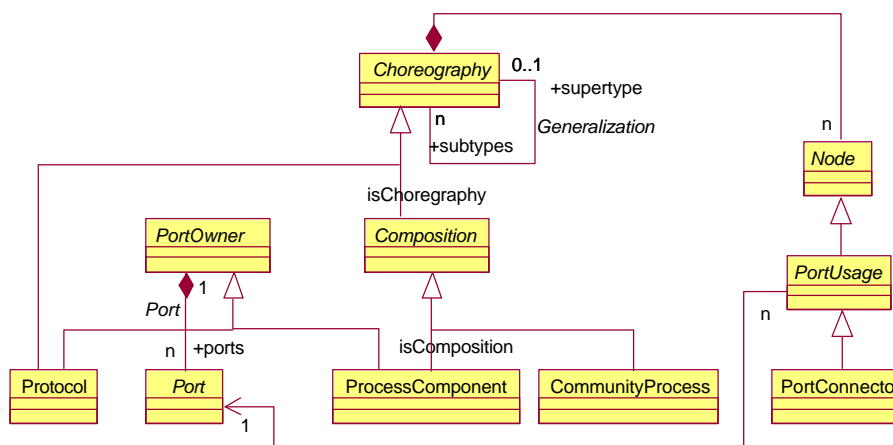 Choreography
0..1
+supertype
n
Generalization
+subtypes
n
Node
isChoregraphy
PortOwner
Composition
PortUsage
1
Port
n
n
+ports
isComposition
Protocol
Port
ProcessComponent
CommunityProcess
PortConnecto
1